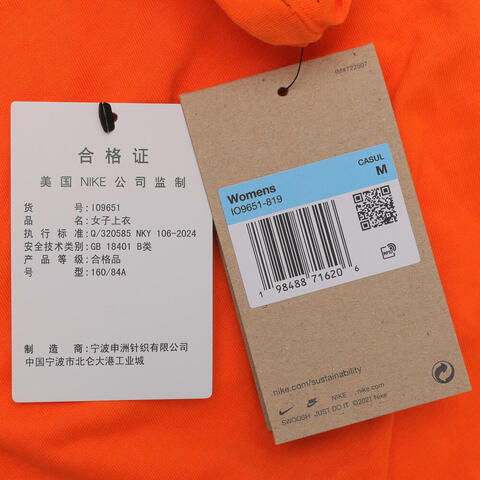 合格证
美国 NIKE 公司监制
货号:IO9651
品名:女子上衣
执行标准:Q/320585 NKY 106-2024
安全技术类别:GB 18401 B类
产品等级:合格品
号型:160/84A
制造商:宁波申洲针织有限公司
中国宁波市北仑大港工业城
IM#722507
CASUL
Womens
M
IO9651-819
RFID
1 98488 71620 6
nike.com/sustainability
NIKE nike.com
SWOOSH JUST DO IT ©2021 Nike